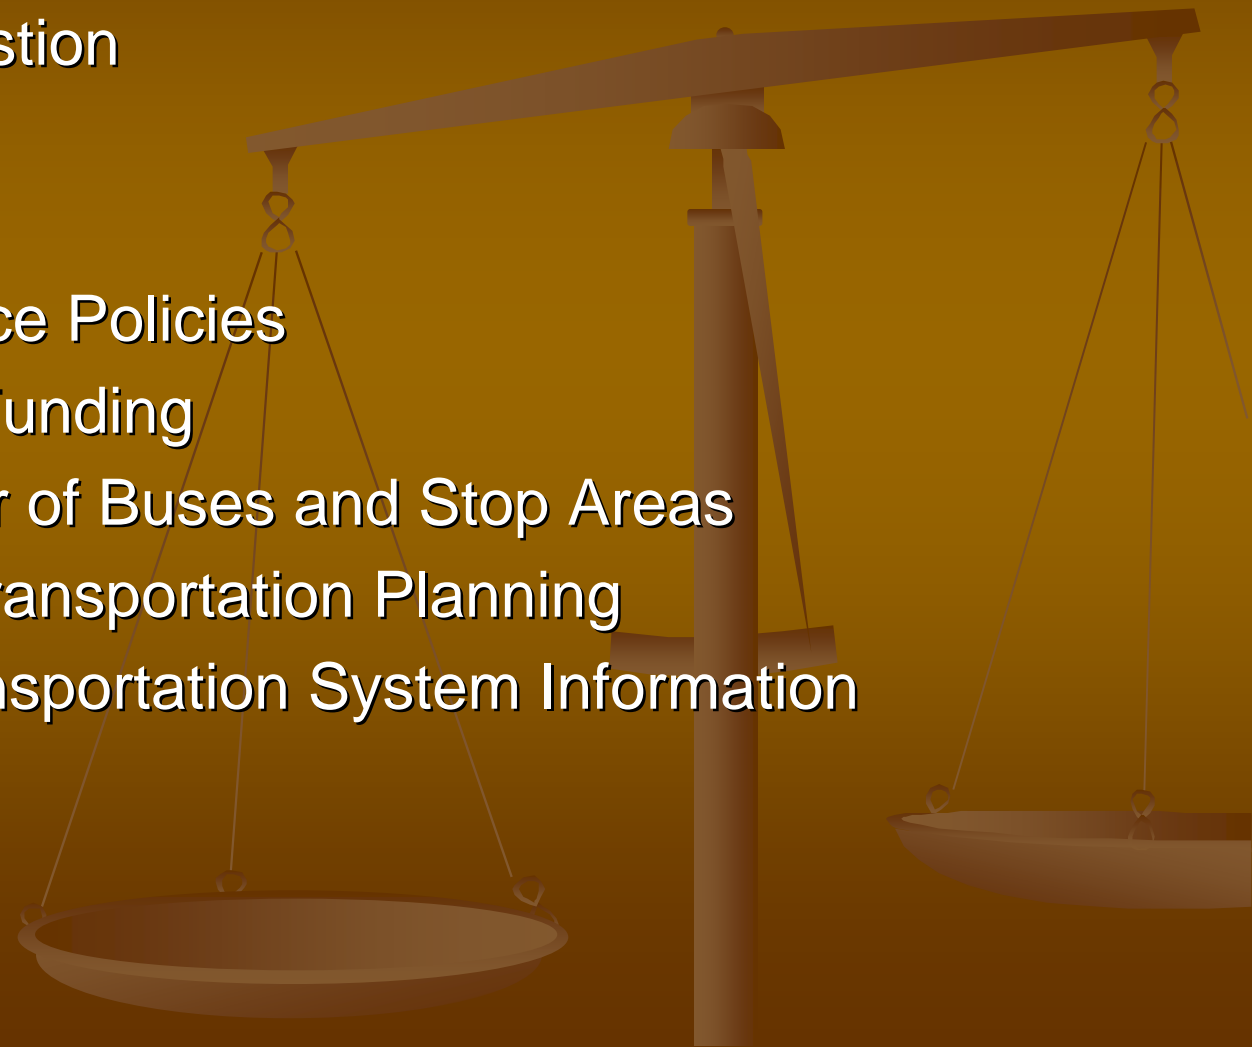 stion
ce Policies
unding
r of Buses and Stop Areas
ransportation Planning
nsportation System Information